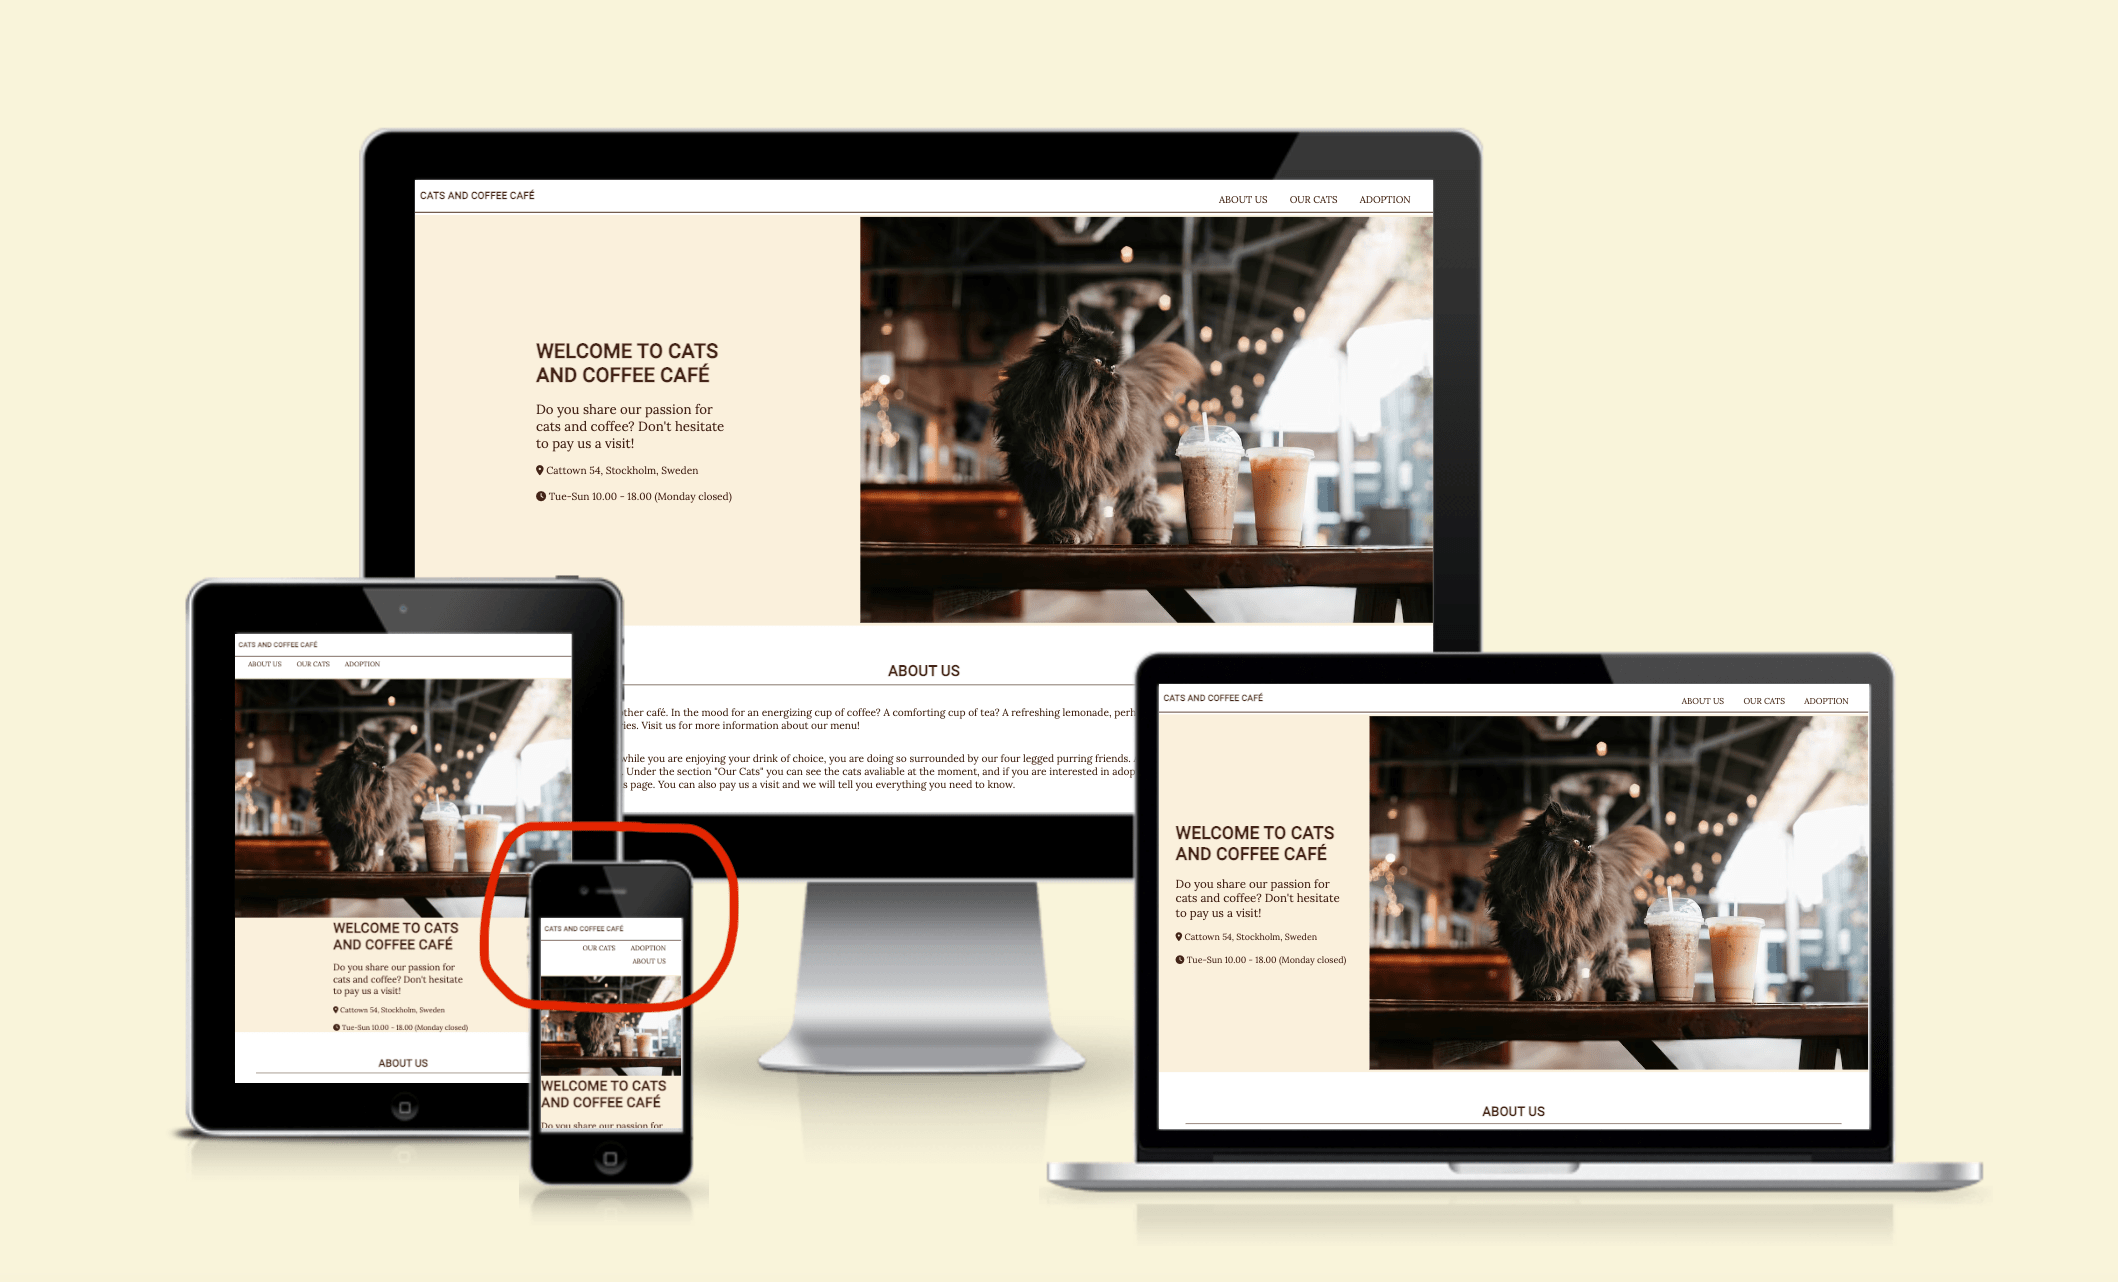 CATS AND COFFEE CAFÉ
ABOUT US OUR CATS ADOPTION
WELCOME TO CATS
AND COFFEE CAFÉ
Do you share our passion for
cats and coffee? Don't hesitate
to pay us a visit!
Cattown 54, Stockholm, Sweden
Tue-Sun 10.00 - 18.00 (Monday closed)
ABOUT US
other café. In the mood for an energizing cup of coffee? A comforting cup of tea? A refreshing lemonade,
Visit us for more information about our menu!
while you are enjoying your drink of choice, you are doing so surrounded by our four legged purring friends.
Under the section "Our Cats" you can see the cats avaliable at the moment, and if you are interested in
page. You can also pay us a visit and we will tell you everything you need to know.
CATS AND COFFEE CAFÉ
ABOUT US OUR CATS ADOPTION
WELCOME TO CATS
AND COFFEE CAFÉ
Do you share our passion for
cats and coffee? Don't hesitate
to pay us a visit!
Cattown 54, Stockholm, Sweden
Tue-Sun 10.00 - 18.00 (Monday closed)
ABOUT US
CATS AND COFFEE CAFÉ
OUR CATS ADOPTION
ABOUT US
WELCOME TO CATS
AND COFFEE CAFÉ
Do you share our passion for
CATS AND COFFEE CAFÉ
ABOUT US OUR CATS ADOPTION
WELCOME TO CATS
AND COFFEE CAFÉ
Do you share our passion for
cats and coffee? Don't hesitate
to pay us a visit!
Cattown 54, Stockholm, Sweden
Tue-Sun 10.00 - 18.00 (Monday closed)
ABOUT US